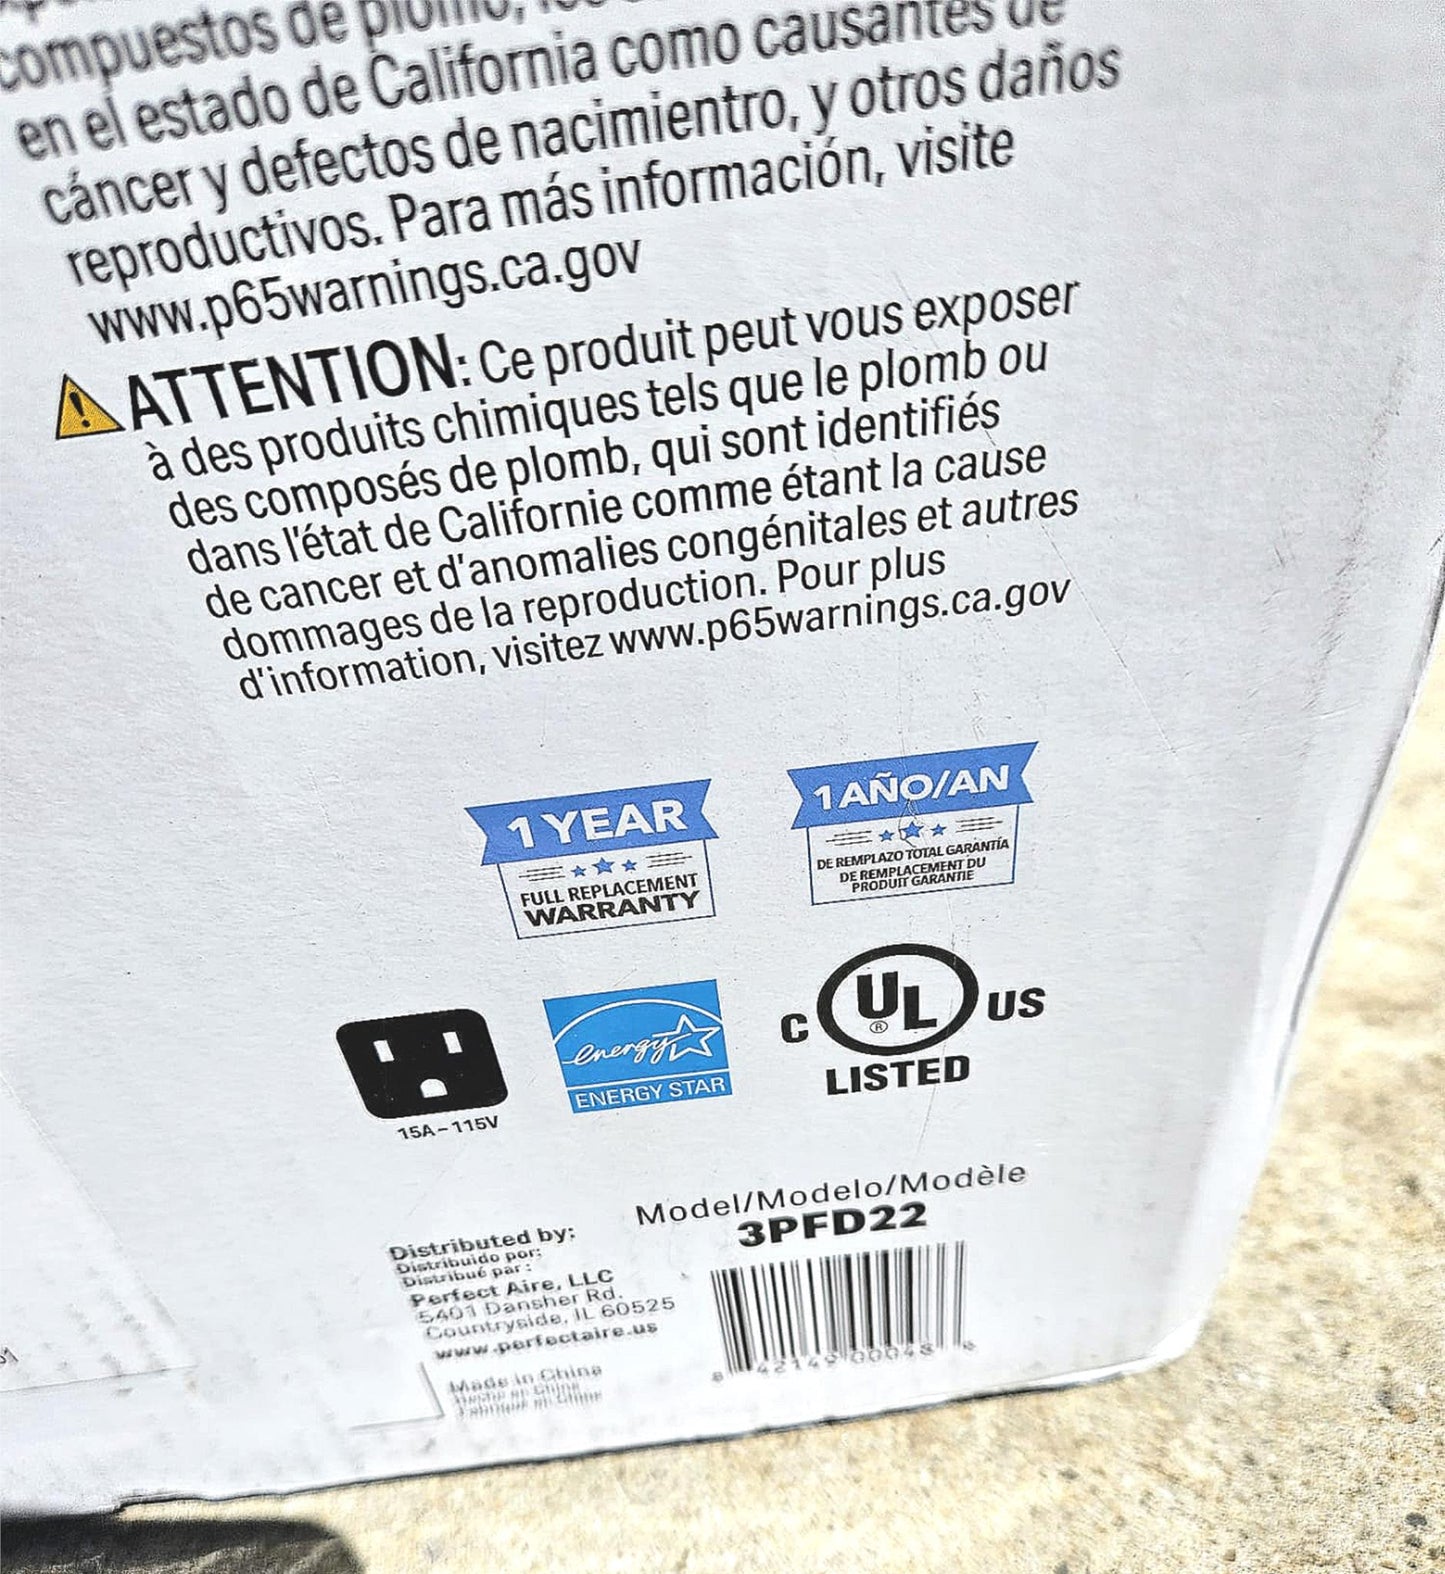 compuestos de plomo,
en el estado de California como causantes de
cáncer y defectos de nacimiento, y otros daños
reproductivos. Para más información, visite
www.p65warnings.ca.gov
ATTENTION: Ce produit peut vous exposer
à des produits chimiques tels que le plomb ou
des composés de plomb, qui sont identifiés
dans l'état de Californie comme étant la cause
de cancer et d'anomalies congénitales et autres
dommages de la reproduction. Pour plus
d'information, visitez www.p65warnings.ca.gov
1 YEAR
FULL REPLACEMENT
WARRANTY
1 AÑO/AN
DE REMPLAZO TOTAL GARANTÍA
DE REMPLACEMENT DU
PRODUIT GARANTIE
15A-115V
energy
ENERGY STAR
C UL® US
LISTED
Model/Modelo/Modèle
3PFD22
Distributed by:
Distribuido por:
Distribué par:
Perfect Aire, LLC
5401 Dansher Rd.
Countryside, IL 60525
www.perfectaire.us
Made in China